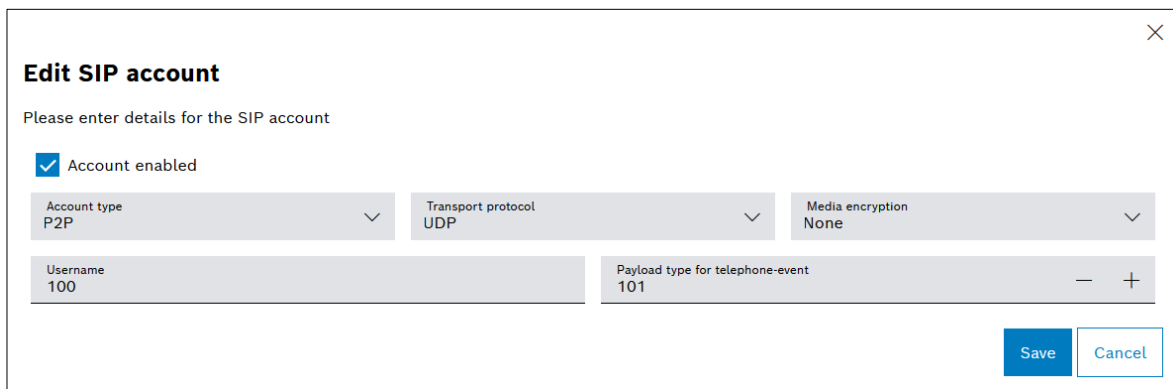 Edit SIP account
Please enter details for the SIP account
Account enabled
Account type Transport protocol Media encryption
P2P UDP None
Username Payload type for telephone-event
100 101
Save Cancel